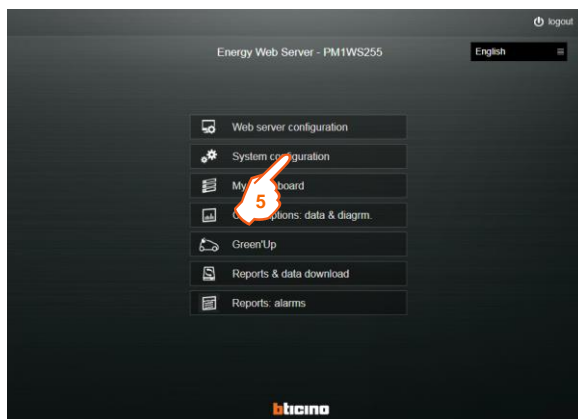 logout
Energy Web Server - PM1WS255
English
Web server configuration
System configuration
My board
5
ptions: data & diagrm.
Green'Up
Reports & data download
Reports: alarms
bticino